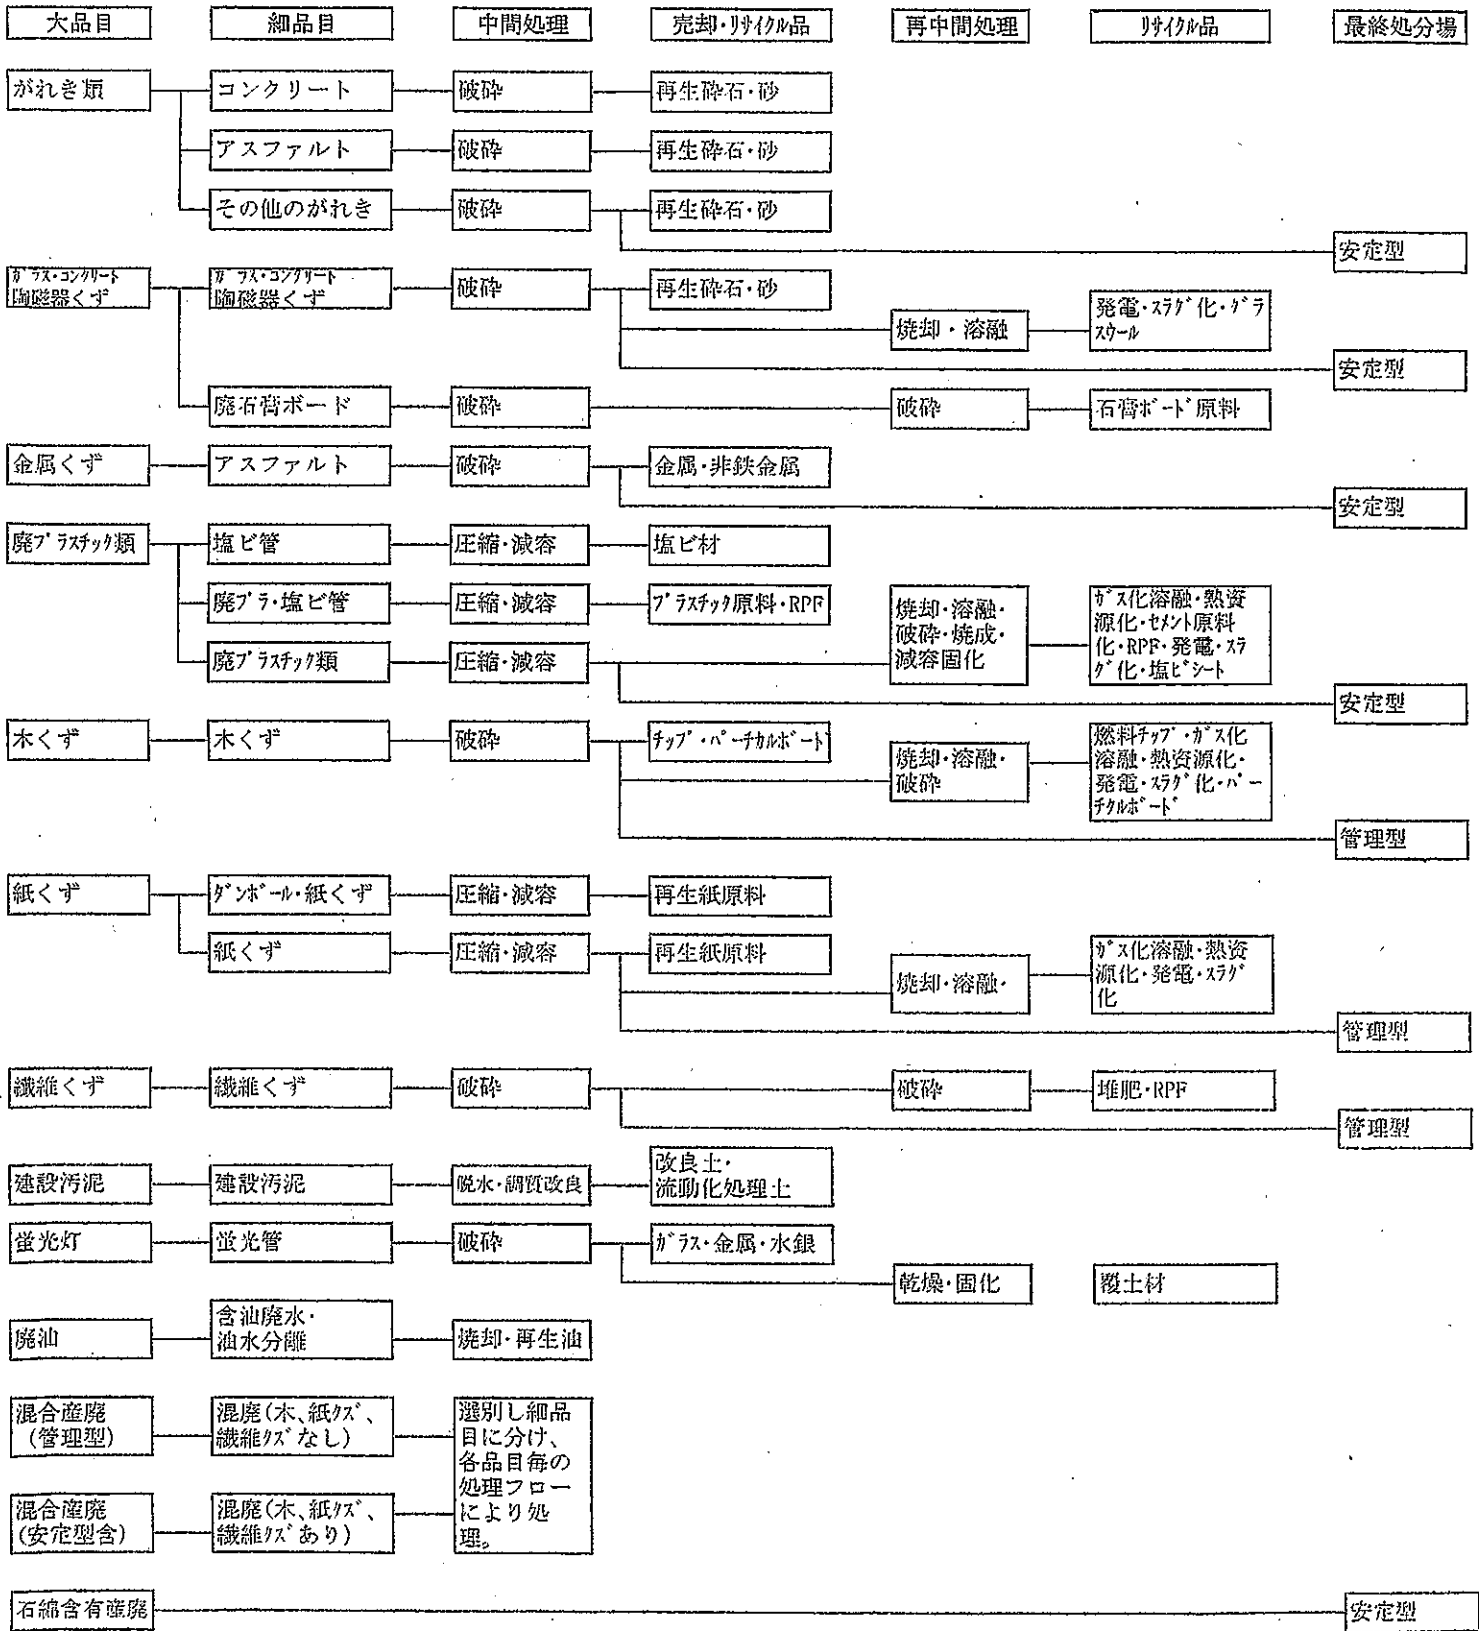 大品目 細品目 中間処理 売却・リサイクル品 再中間処理 リサイクル品 最終処分場
がれき類 コンクリート 破砕 再生砕石・砂
アスファルト 破砕 再生砕石・砂
その他のがれき 破砕 再生砕石・砂
安定型
ガラス・コンクリート
陶磁器くず
ガラス・コンクリート
陶磁器くず
破砕 再生砕石・砂
焼却・溶融
発電・スラグ化・グラ
スウール
安定型
廃石膏ボード 破砕 破砕 石膏ボード原料
金属くず アスファルト 破砕 金属・非鉄金属
安定型
廃プラスチック類 塩ビ管 圧縮・減容 塩ビ材
廃プラ・塩ビ管 圧縮・減容 プラスチック原料・RPF
廃プラスチック類 圧縮・減容
焼却・溶融・
破砕・焼成・
減容固化
ガス化溶融・熱資
源化・セメント原料
化・RPF・発電・スラ
グ化・塩ビシート
安定型
木くず 木くず 破砕 チップ・パーチカルボード
焼却・溶融・
破砕
燃料チップ・ガス化
溶融・熱資源化・
発電・スラグ化・パー
チクルボード
管理型
紙くず ダンボール・紙くず 圧縮・減容 再生紙原料
紙くず 圧縮・減容 再生紙原料
焼却・溶融・
ガス化溶融・熱資
源化・発電・スラグ
化
管理型
繊維くず 繊維くず 破砕 破砕 堆肥・RPF
管理型
建設汚泥 建設汚泥 脱水・調質改良
改良土・
流動化処理土
蛍光灯 蛍光管 破砕 ガラス・金属・水銀
乾燥・固化 覆土材
廃油
含油廃水・
油水分離
焼却・再生油
混合産廃
(管理型)
混廃(木、紙クズ、
繊維クズなし)
選別し細品
目に分け、
各品目毎の
処理フロー
により処
理。
混合産廃
(安定型含)
混廃(木、紙クズ、
繊維クズあり)
石綿含有産廃 安定型